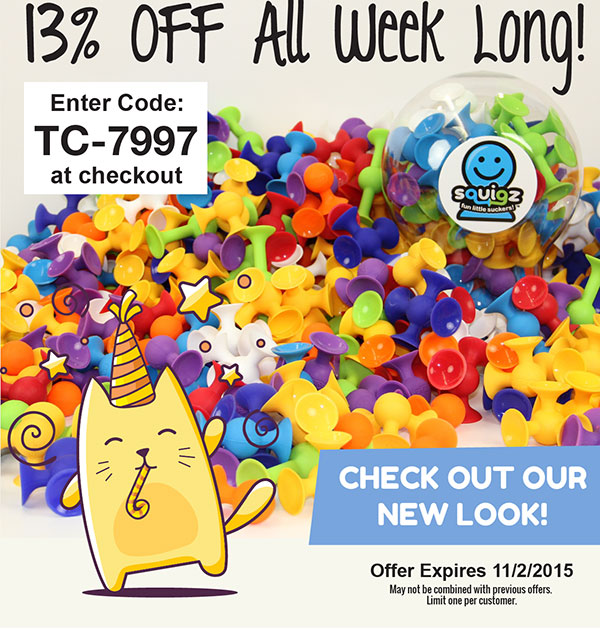 13% OFF All Week Long!
Enter Code:
TC-7997
at checkout
squigz
fun little suckers!
CHECK OUT OUR
NEW LOOK!
Offer Expires 11/2/2015
May not be combined with previous offers.
Limit one per customer.